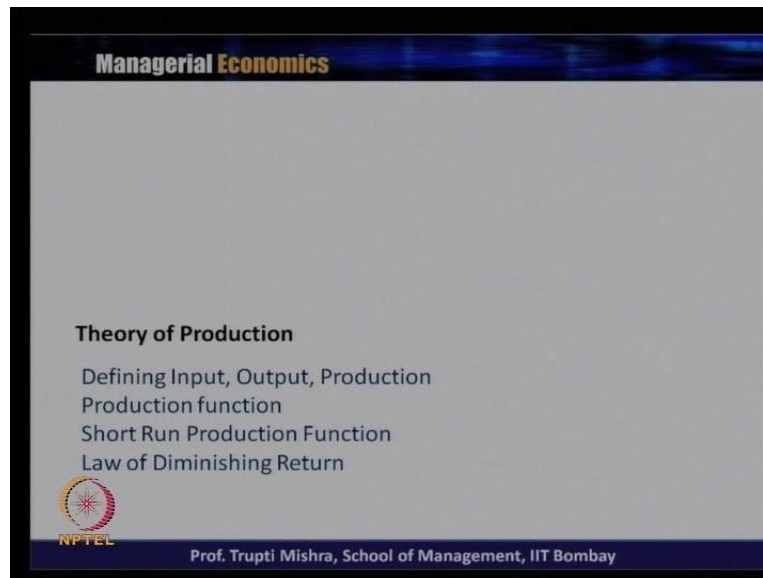 Managerial Economics
Theory of Production
Defining Input, Output, Production
Production function
Short Run Production Function
Law of Diminishing Return
NPTEL
Prof. Trupti Mishra, School of Management, IIT Bombay